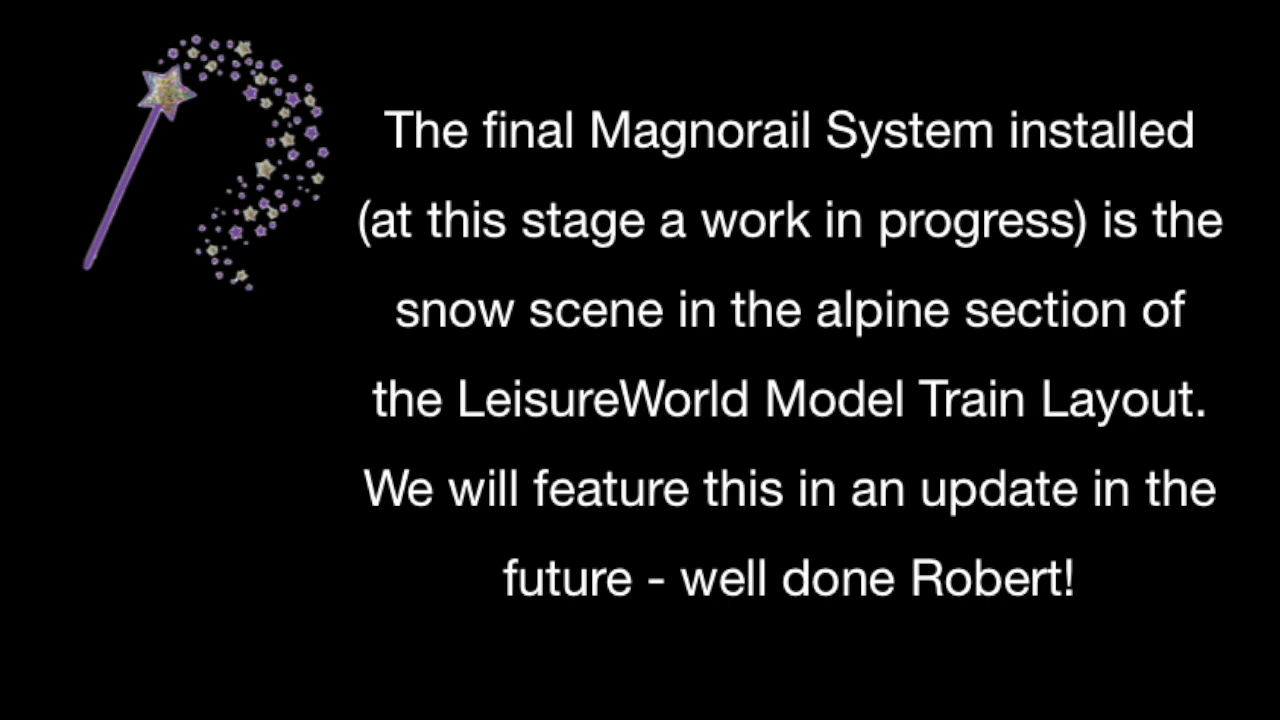 The final Magnorail System installed
(at this stage a work in progress) is the
snow scene in the alpine section of
the LeisureWorld Model Train Layout.
We will feature this in an update in the
future - well done Robert!